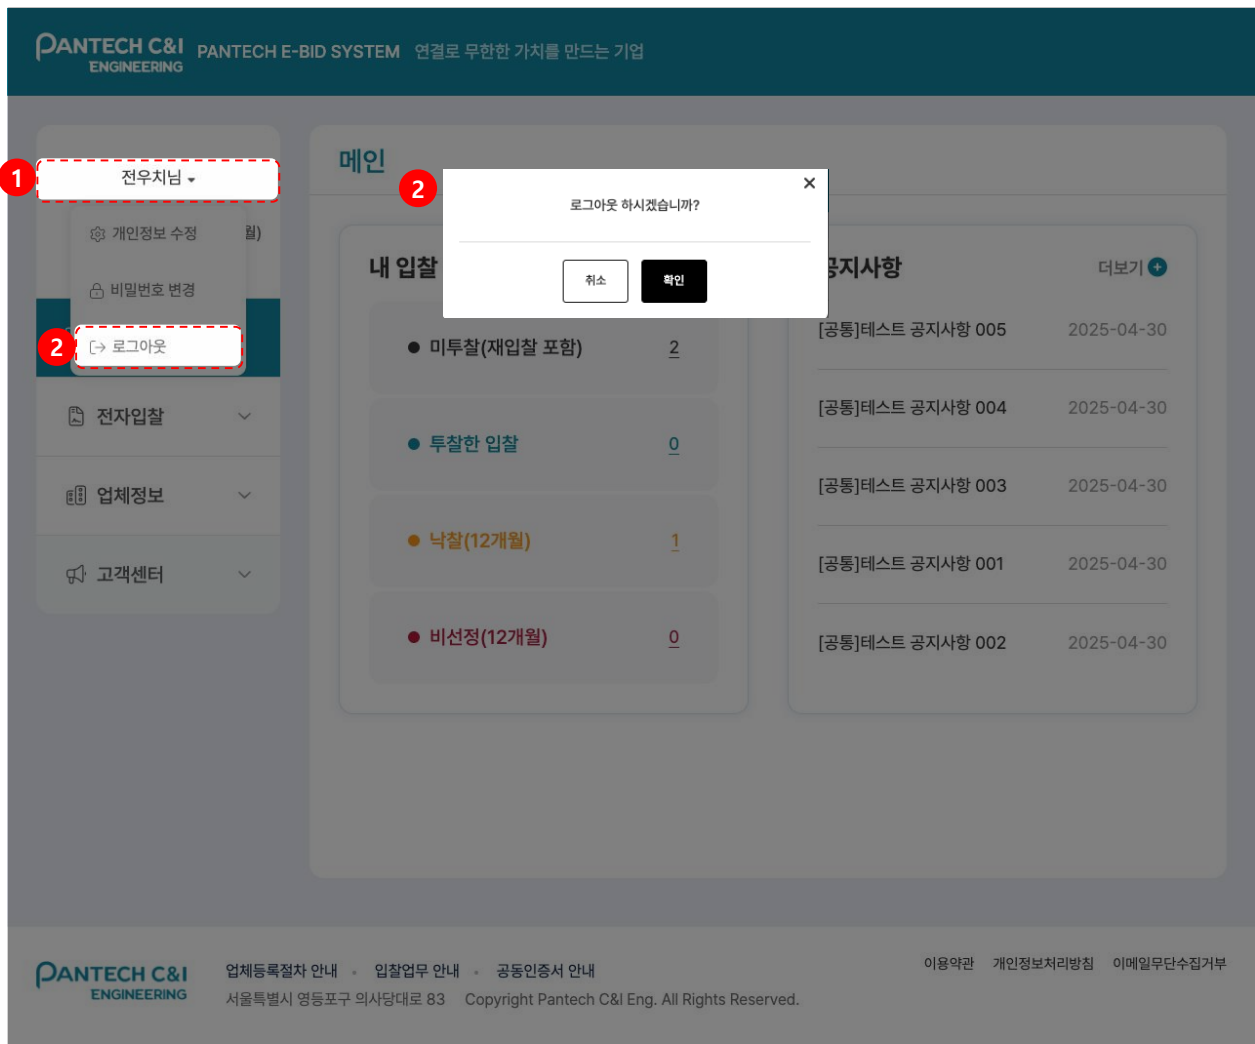 PANTECH C&I
ENGINEERING
PANTECH E-BID SYSTEM 연결로 무한한 가치를 만드는 기업
1
전우치님
개인정보 수정
월)
비밀번호 변경
2
로그아웃
전자입찰
업체정보
고객센터
메인
2
로그아웃 하시겠습니까?
취소
확인
내 입찰
미투찰(재입찰 포함) 2
투찰한 입찰 0
낙찰(12개월) 1
비선정(12개월) 0
공지사항
더보기
[공통]테스트 공지사항 005 2025-04-30
[공통]테스트 공지사항 004 2025-04-30
[공통]테스트 공지사항 003 2025-04-30
[공통]테스트 공지사항 001 2025-04-30
[공통]테스트 공지사항 002 2025-04-30
PANTECH C&I
ENGINEERING
업체등록절차 안내 • 입찰업무 안내 • 공동인증서 안내
서울특별시 영등포구 의사당대로 83 Copyright Pantech C&I Eng. All Rights Reserved.
이용약관 개인정보처리방침 이메일무단수집거부